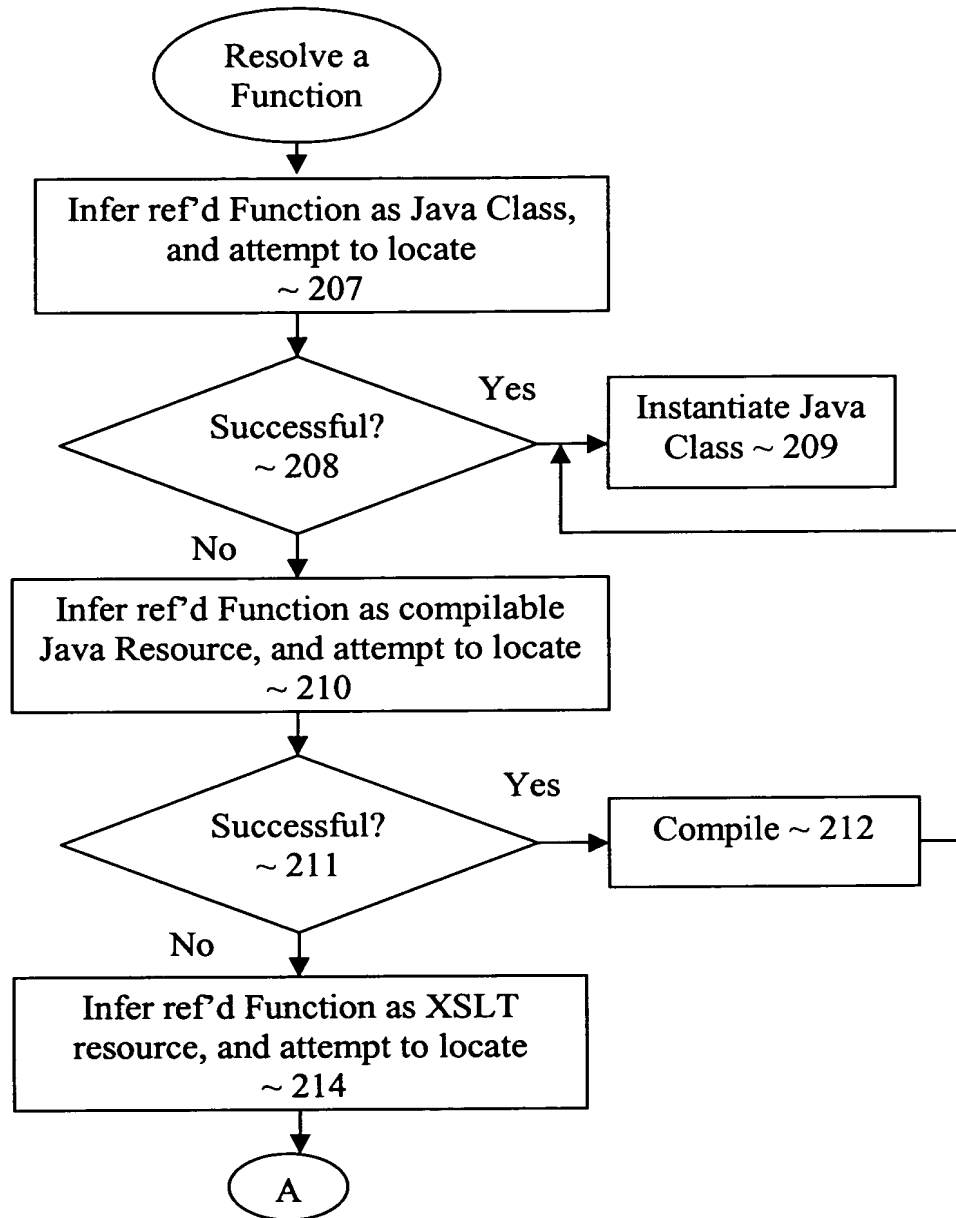 Resolve a
Function
Infer ref'd Function as Java Class,
and attempt to locate
~ 207
Yes
Successful?
~ 208
Instantiate Java
Class ~ 209
No
Infer ref'd Function as compilable
Java Resource, and attempt to locate
~ 210
Yes
Successful?
~ 211
Compile ~ 212
No
Infer ref'd Function as XSLT
resource, and attempt to locate
~ 214
A